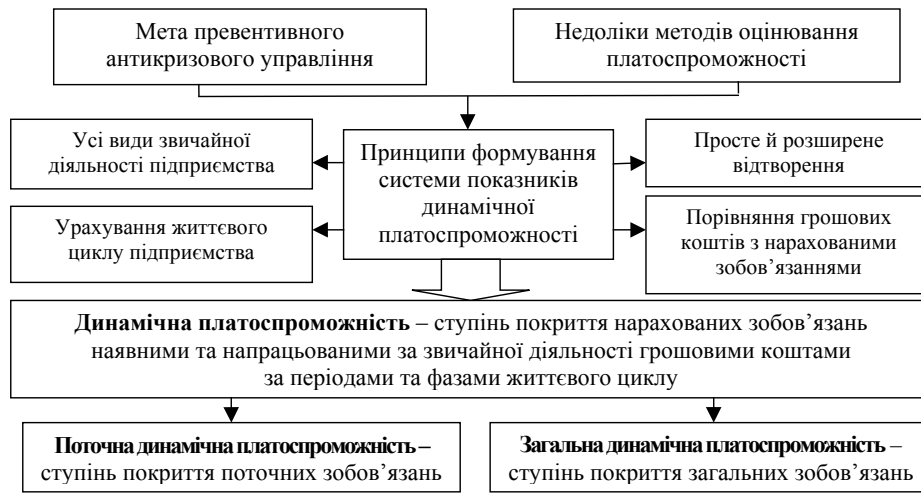 Мета превентивного
антикризового управління
Недоліки методів оцінювання
платоспроможності
Усі види звичайної
діяльності підприємства
Принципи формування
системи показників
динамічної
платоспроможності
Просте й розширене
відтворення
Урахування життєвого
циклу підприємства
Порівняння грошових
коштів з нарахованими
зобов’язаннями
Динамічна платоспроможність – ступінь покриття нарахованих зобов’язань
наявними та напрацьованими за звичайної діяльності грошовими коштами
за періодами та фазами життєвого циклу
Поточна динамічна платоспроможність –
ступінь покриття поточних зобов’язань
Загальна динамічна платоспроможність –
ступінь покриття загальних зобов’язань